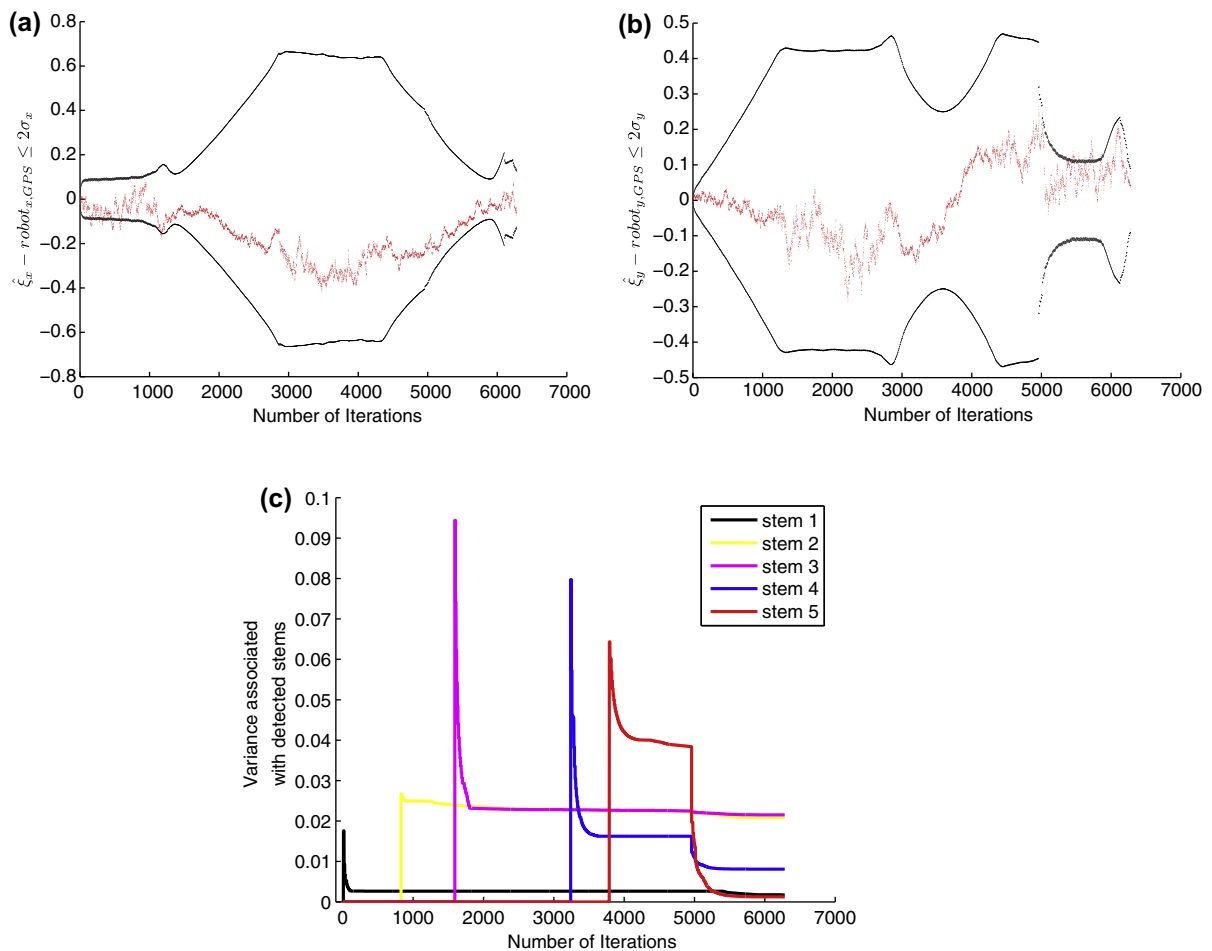 (a)
0.8
0.6
0.4
0.2
0
−0.2
−0.4
−0.6
−0.8
ξ̂x − robotx,GPS ≤ 2σx
0 1000 2000 3000 4000 5000 6000 7000
Number of Iterations
(b)
0.5
0.4
0.3
0.2
0.1
0
−0.1
−0.2
−0.3
−0.4
−0.5
ξ̂y − roboty,GPS ≤ 2σy
0 1000 2000 3000 4000 5000 6000 7000
Number of Iterations
(c)
0.1
0.09
0.08
0.07
0.06
0.05
0.04
0.03
0.02
0.01
0
Variance associated
with detected stems
stem 1
stem 2
stem 3
stem 4
stem 5
0 1000 2000 3000 4000 5000 6000 7000
Number of Iterations